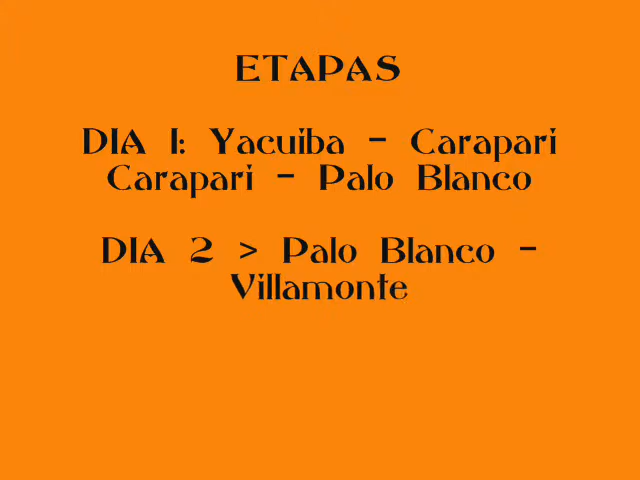 ETAPAS
DIA 1: Yacuiba - Carapari
Carapari - Palo Blanco
DIA 2 > Palo Blanco -
Villamonte